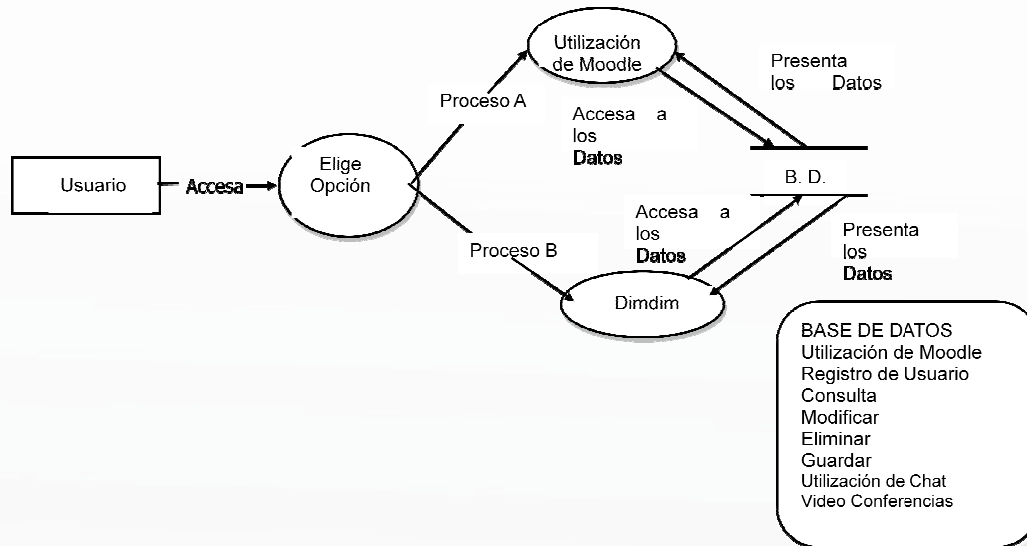 Utilización
de Moodle
Presenta
los Datos
Proceso A
Accesa a
los
Datos
Elige
Opción
Usuario
Accesa
B. D.
Accesa a
los
Datos
Presenta
los
Datos
Proceso B
Dimdim
BASE DE DATOS
Utilización de Moodle
Registro de Usuario
Consulta
Modificar
Eliminar
Guardar
Utilización de Chat
Video Conferencias